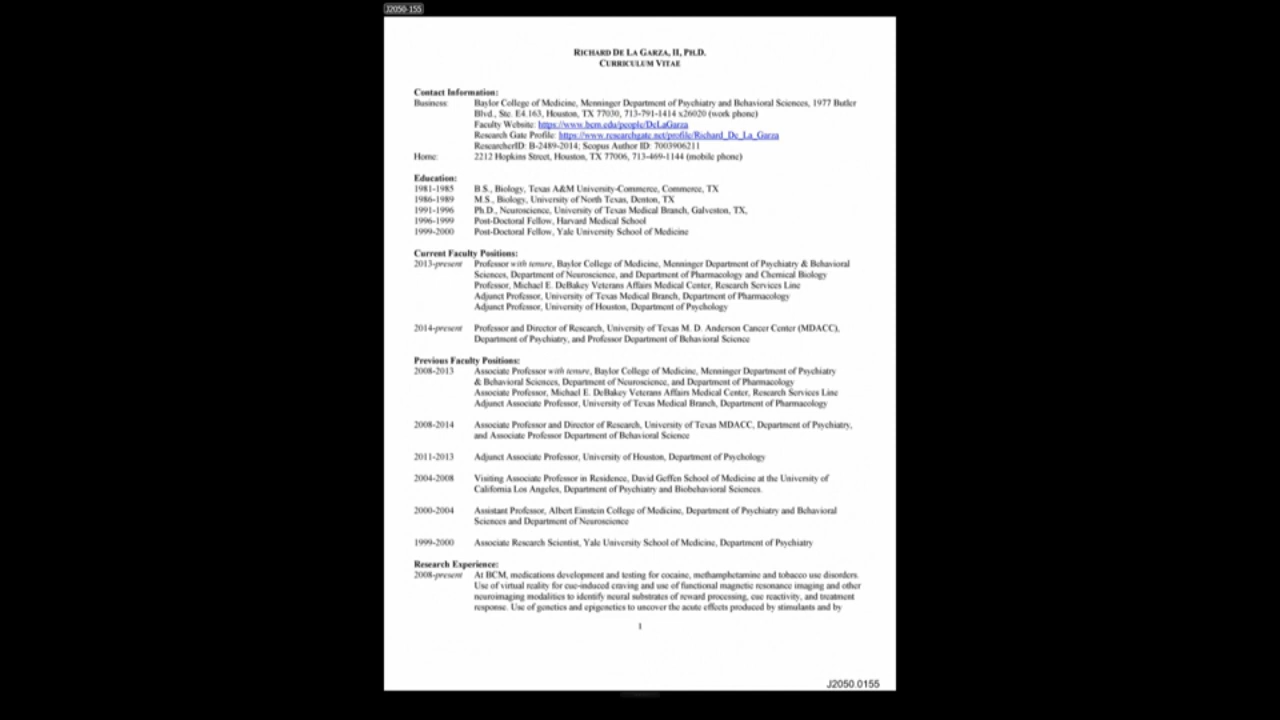 J2050-155
RICHARD DE LA GARZA, II, PH.D.
CURRICULUM VITAE
Contact Information:
Business: Baylor College of Medicine, Menninger Department of Psychiatry and Behavioral Sciences, 1977 Butler
Blvd., Ste. E4.163, Houston, TX 77030, 713-791-1414 x26020 (work phone)
Faculty Website: https://www.bcm.edu/people/DeLaGarza
Research Gate Profile: https://www.researchgate.net/profile/Richard_De_La_Garza
ResearcherID: B-2489-2014; Scopus Author ID: 7003906211
Home: 2212 Hopkins Street, Houston, TX 77006, 713-469-1144 (mobile phone)
Education:
1981-1985 B.S., Biology, Texas A&M University-Commerce, Commerce, TX
1986-1989 M.S., Biology, University of North Texas, Denton, TX
1991-1996 Ph.D., Neuroscience, University of Texas Medical Branch, Galveston, TX,
1996-1999 Post-Doctoral Fellow, Harvard Medical School
1999-2000 Post-Doctoral Fellow, Yale University School of Medicine
Current Faculty Positions:
2013-present Professor with tenure, Baylor College of Medicine, Menninger Department of Psychiatry & Behavioral
Sciences, Department of Neuroscience, and Department of Pharmacology and Chemical Biology
Professor, Michael E. DeBakey Veterans Affairs Medical Center, Research Services Line
Adjunct Professor, University of Texas Medical Branch, Department of Pharmacology
Adjunct Professor, University of Houston, Department of Psychology
2014-present Professor and Director of Research, University of Texas M. D. Anderson Cancer Center (MDACC),
Department of Psychiatry, and Professor Department of Behavioral Science
Previous Faculty Positions:
2008-2013 Associate Professor with tenure, Baylor College of Medicine, Menninger Department of Psychiatry
& Behavioral Sciences, Department of Neuroscience, and Department of Pharmacology
Associate Professor, Michael E. DeBakey Veterans Affairs Medical Center, Research Services Line
Adjunct Associate Professor, University of Texas Medical Branch, Department of Pharmacology
2008-2014 Associate Professor and Director of Research, University of Texas MDACC, Department of Psychiatry,
and Associate Professor Department of Behavioral Science
2011-2013 Adjunct Associate Professor, University of Houston, Department of Psychology
2004-2008 Visiting Associate Professor in Residence, David Geffen School of Medicine at the University of
California Los Angeles, Department of Psychiatry and Biobehavioral Sciences.
2000-2004 Assistant Professor, Albert Einstein College of Medicine, Department of Psychiatry and Behavioral
Sciences and Department of Neuroscience
1999-2000 Associate Research Scientist, Yale University School of Medicine, Department of Psychiatry
Research Experience:
2008-present At BCM, medications development and testing for cocaine, methamphetamine and tobacco use disorders.
Use of virtual reality for cue-induced craving and use of functional magnetic resonance imaging and other
neuroimaging modalities to identify neural substrates of reward processing, cue reactivity, and treatment
response. Use of genetics and epigenetics to uncover the acute effects produced by stimulants and by
1
J2050.0155